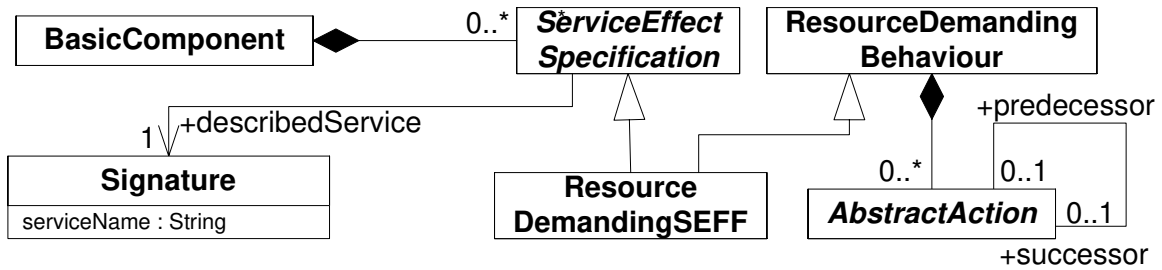 BasicComponent
0..*
*
ServiceEffect
Specification
ResourceDemanding
Behaviour
+predecessor
1
+describedService
Signature
serviceName : String
Resource
DemandingSEFF
0..*
0..1
AbstractAction
0..1
+successor